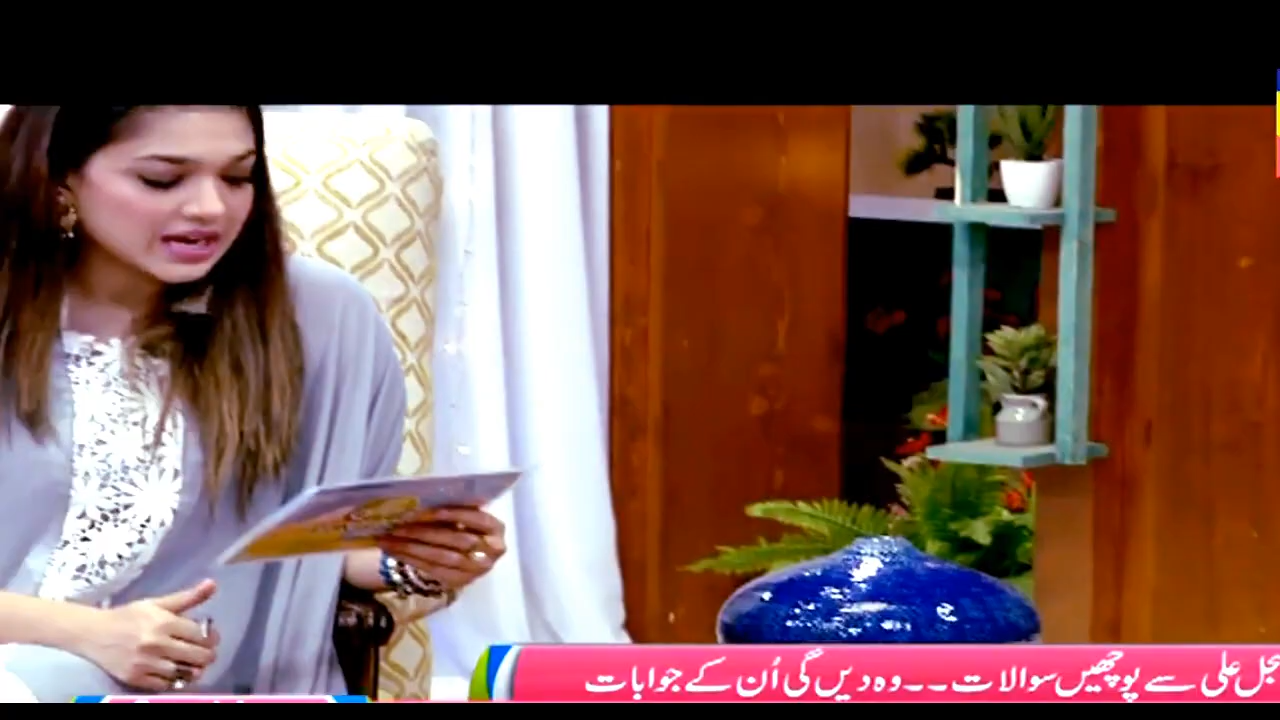 علی سے پوچھیں سوالات۔۔وہ دیں گی اُن کے جوابات